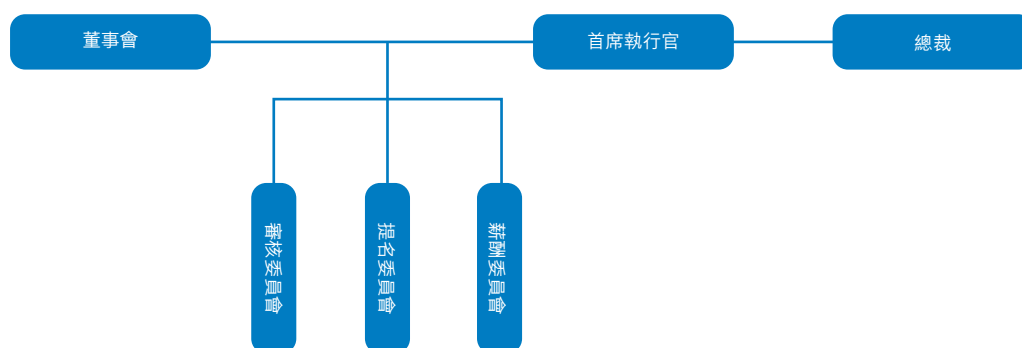 董事會
首席執行官
總裁
審核委員會
提名委員會
薪酬委員會